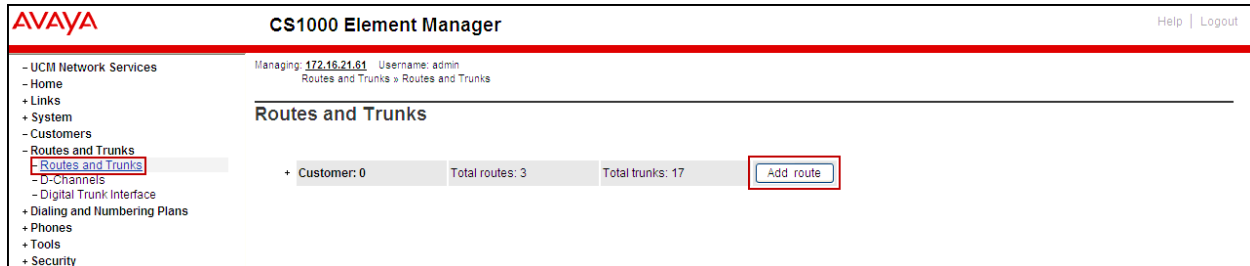 AVAYA
CS1000 Element Manager
Help | Logout
- UCM Network Services
- Home
+ Links
+ System
- Customers
- Routes and Trunks
- Routes and Trunks
- D-Channels
- Digital Trunk Interface
+ Dialing and Numbering Plans
+ Phones
+ Tools
+ Security
Managing: 172.16.21.61 Username: admin
Routes and Trunks » Routes and Trunks
Routes and Trunks
+ Customer: 0 Total routes: 3 Total trunks: 17 Add route